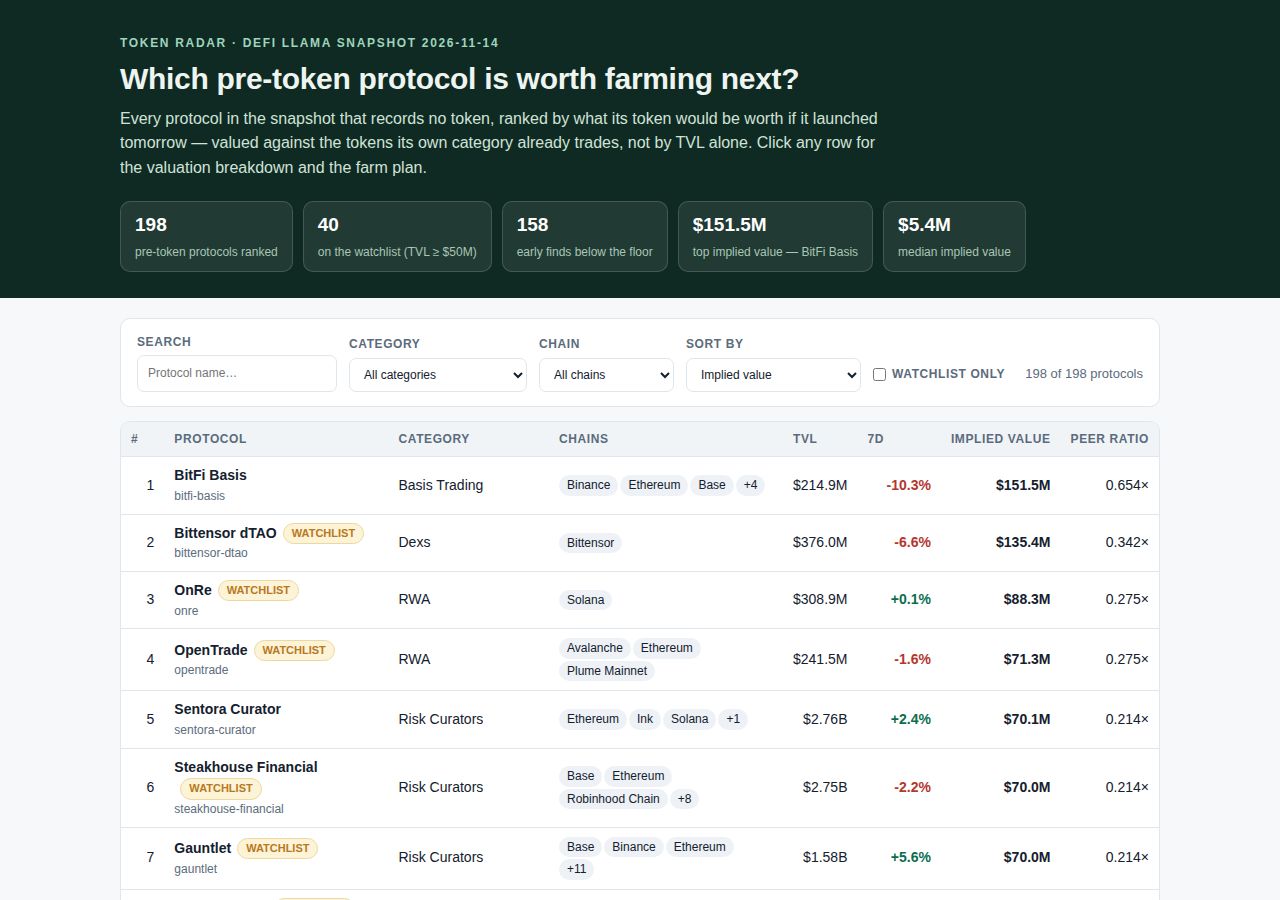 TOKEN RADAR · DEFI LLAMA SNAPSHOT 2026-11-14
Which pre-token protocol is worth farming next?
Every protocol in the snapshot that records no token, ranked by what its token would be worth if it launched
tomorrow — valued against the tokens its own category already trades, not by TVL alone. Click any row for
the valuation breakdown and the farm plan.
198 40 158 $151.5M $5.4M
pre-token protocols ranked on the watchlist (TVL ≥ $50M) early finds below the floor top implied value — BitFi Basis median implied value
SEARCH CATEGORY CHAIN SORT BY
Protocol name… All categories All chains Implied value WATCHLIST ONLY 198 of 198 protocols
# PROTOCOL CATEGORY CHAINS TVL 7D IMPLIED VALUE PEER RATIO
BitFi Basis
1 Basis Trading Binance Ethereum Base +4 $214.9M -10.3% $151.5M 0.654×
bitfi-basis
Bittensor dTAO WATCHLIST
2 Dexs Bittensor $376.0M -6.6% $135.4M 0.342×
bittensor-dtao
OnRe WATCHLIST
3 RWA Solana $308.9M +0.1% $88.3M 0.275×
onre
OpenTrade WATCHLIST Avalanche Ethereum
4 RWA $241.5M -1.6% $71.3M 0.275×
opentrade Plume Mainnet
Sentora Curator
5 Risk Curators Ethereum Ink Solana +1 $2.76B +2.4% $70.1M 0.214×
sentora-curator
Steakhouse Financial
Base Ethereum
6 WATCHLIST Risk Curators $2.75B -2.2% $70.0M 0.214×
Robinhood Chain +8
steakhouse-financial
Gauntlet WATCHLIST Base Binance Ethereum
7 Risk Curators $1.58B +5.6% $70.0M 0.214×
gauntlet +11